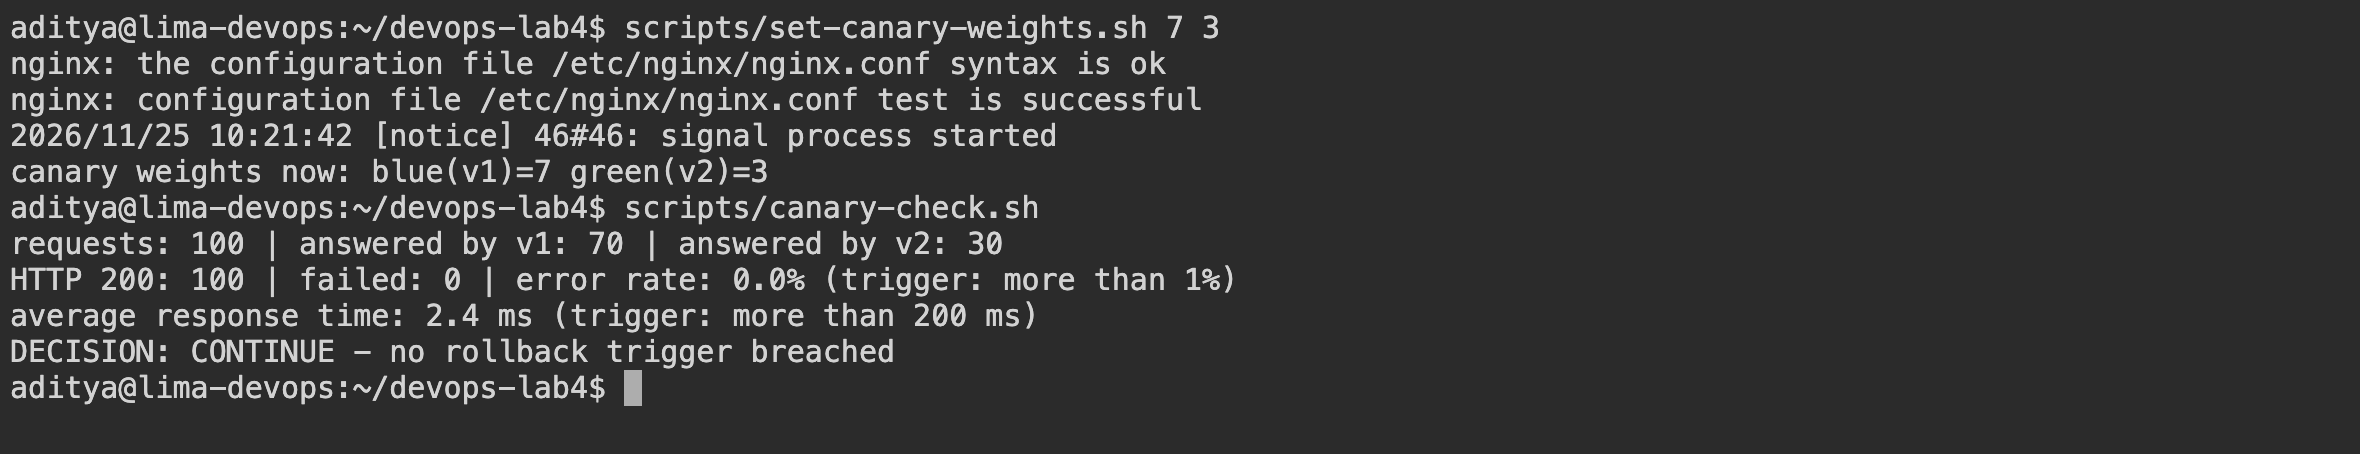 aditya@lima-devops:~/devops-lab4$ scripts/set-canary-weights.sh 7 3
nginx: the configuration file /etc/nginx/nginx.conf syntax is ok
nginx: configuration file /etc/nginx/nginx.conf test is successful
2026/11/25 10:21:42 [notice] 46#46: signal process started
canary weights now: blue(v1)=7 green(v2)=3
aditya@lima-devops:~/devops-lab4$ scripts/canary-check.sh
requests: 100 | answered by v1: 70 | answered by v2: 30
HTTP 200: 100 | failed: 0 | error rate: 0.0% (trigger: more than 1%)
average response time: 2.4 ms (trigger: more than 200 ms)
DECISION: CONTINUE – no rollback trigger breached
aditya@lima-devops:~/devops-lab4$